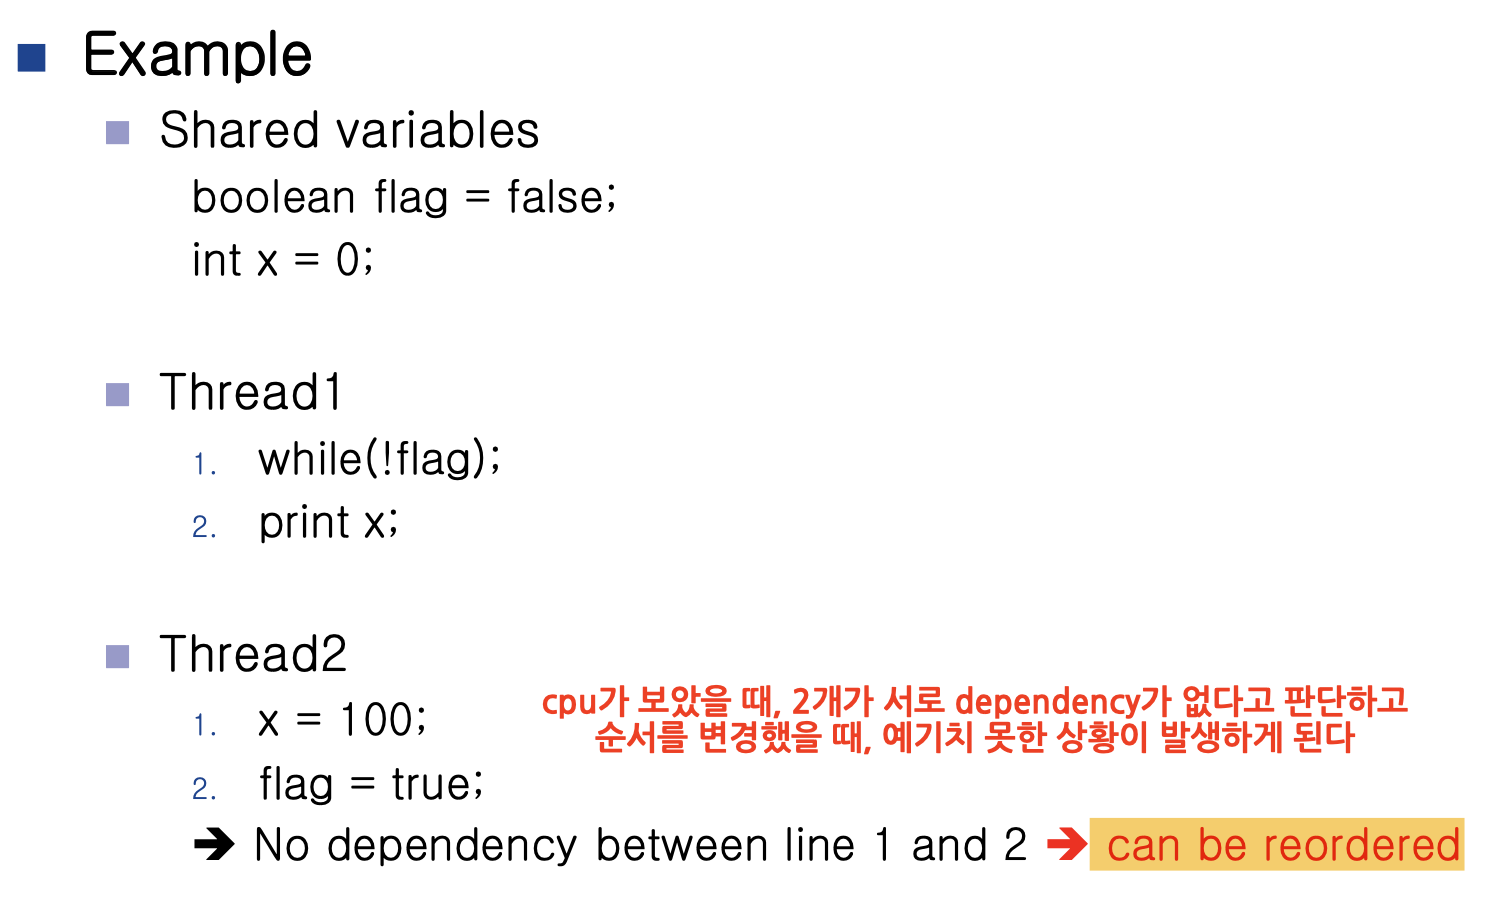 Example
Shared variables
boolean flag = false;
int x = 0;
Thread1
1. while(!flag);
2. print x;
Thread2
1. x = 100;
cpu가 보았을 때, 2개가 서로 dependency가 없다고 판단하고
순서를 변경했을 때, 예기치 못한 상황이 발생하게 된다
2. flag = true;
➔ No dependency between line 1 and 2 ➔ can be reordered